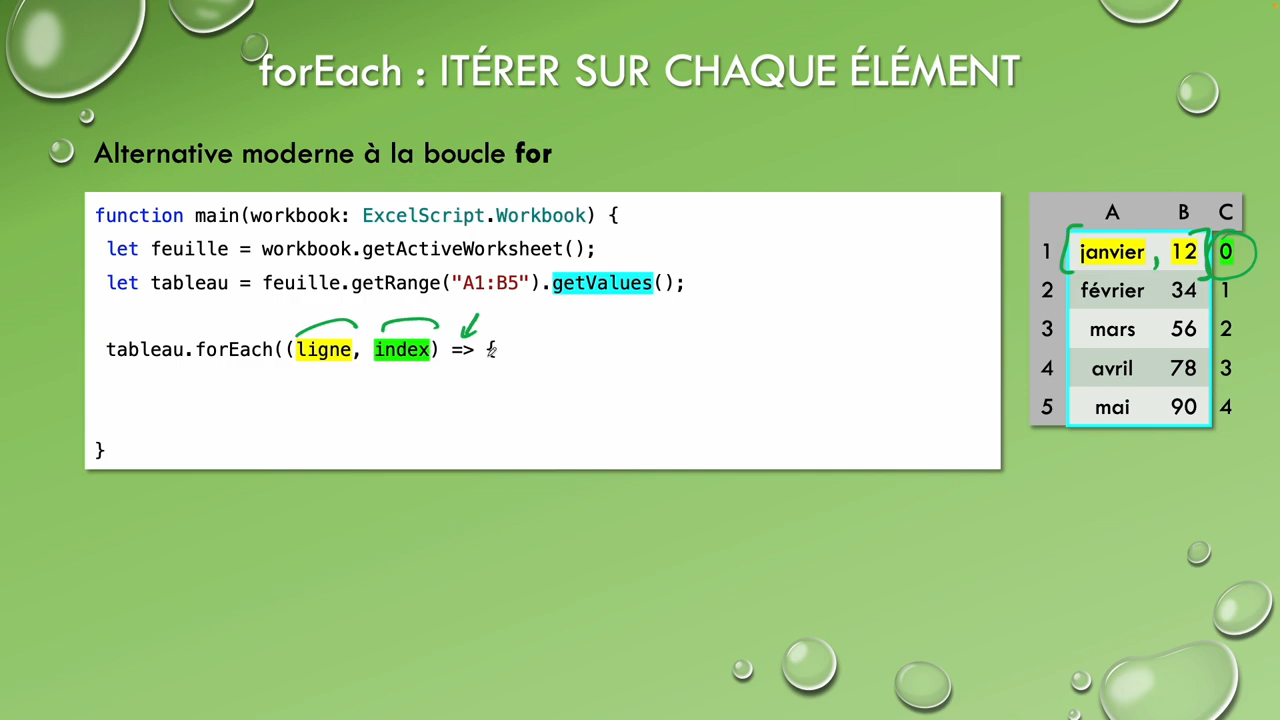 forEach : ITÉRER SUR CHAQUE ÉLÉMENT
Alternative moderne à la boucle for
function main(workbook: ExcelScript.Workbook) {
let feuille = workbook.getActiveWorksheet();
let tableau = feuille.getRange("A1:B5").getValues();
tableau.forEach((ligne, index) => {
}
A B C
1 [janvier , 12] 0
2 février 34 1
3 mars 56 2
4 avril 78 3
5 mai 90 4